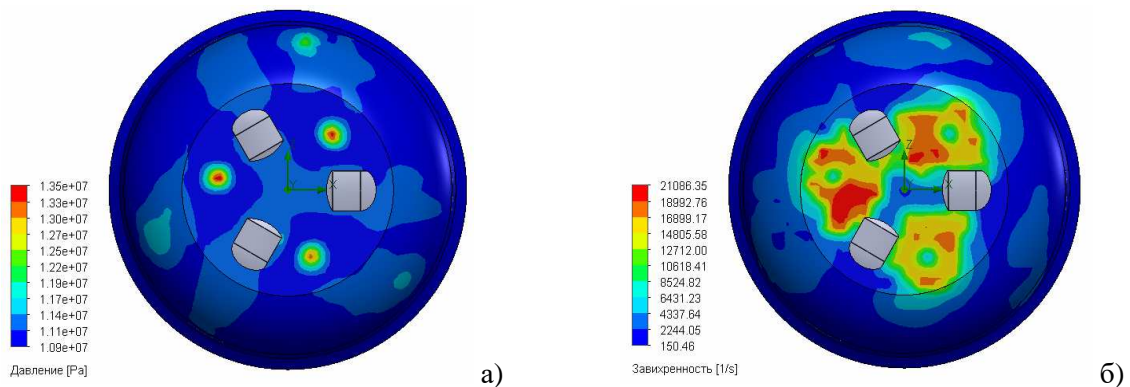 1.35e+07
1.33e+07
1.30e+07
1.27e+07
1.25e+07
1.22e+07
1.19e+07
1.17e+07
1.14e+07
1.11e+07
1.09e+07
Давление [Pa]
Y
X
а)
21086.35
18992.76
16899.17
14805.58
12712.00
10618.41
8524.82
6431.23
4337.64
2244.05
150.46
Завихренность [1/s]
Z
X
б)